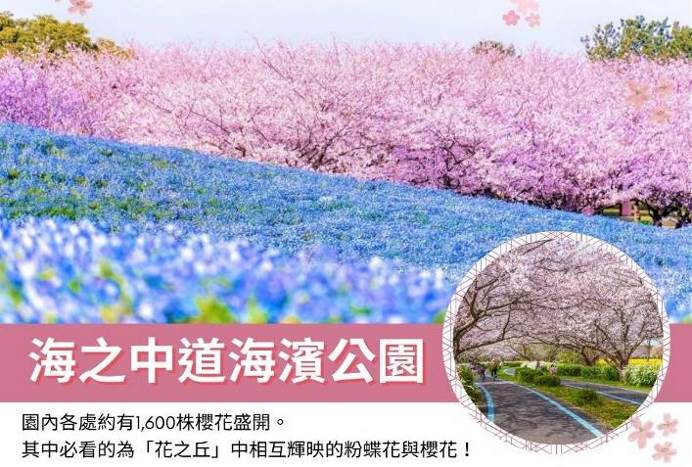 海之中道海濱公園
園內各處約有1,600株櫻花盛開。
其中必看的為「花之丘」中相互輝映的粉蝶花與櫻花！